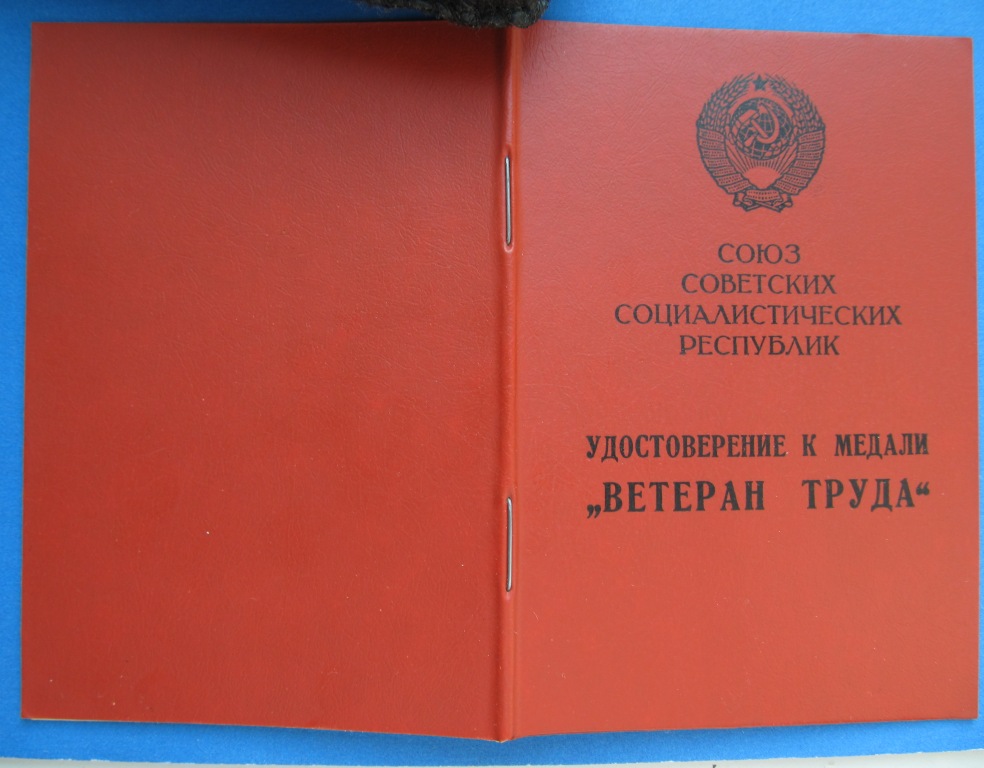 СОЮЗ
СОВЕТСКИХ
СОЦИАЛИСТИЧЕСКИХ
РЕСПУБЛИК
УДОСТОВЕРЕНИЕ К МЕДАЛИ
„ВЕТЕРАН ТРУДА“